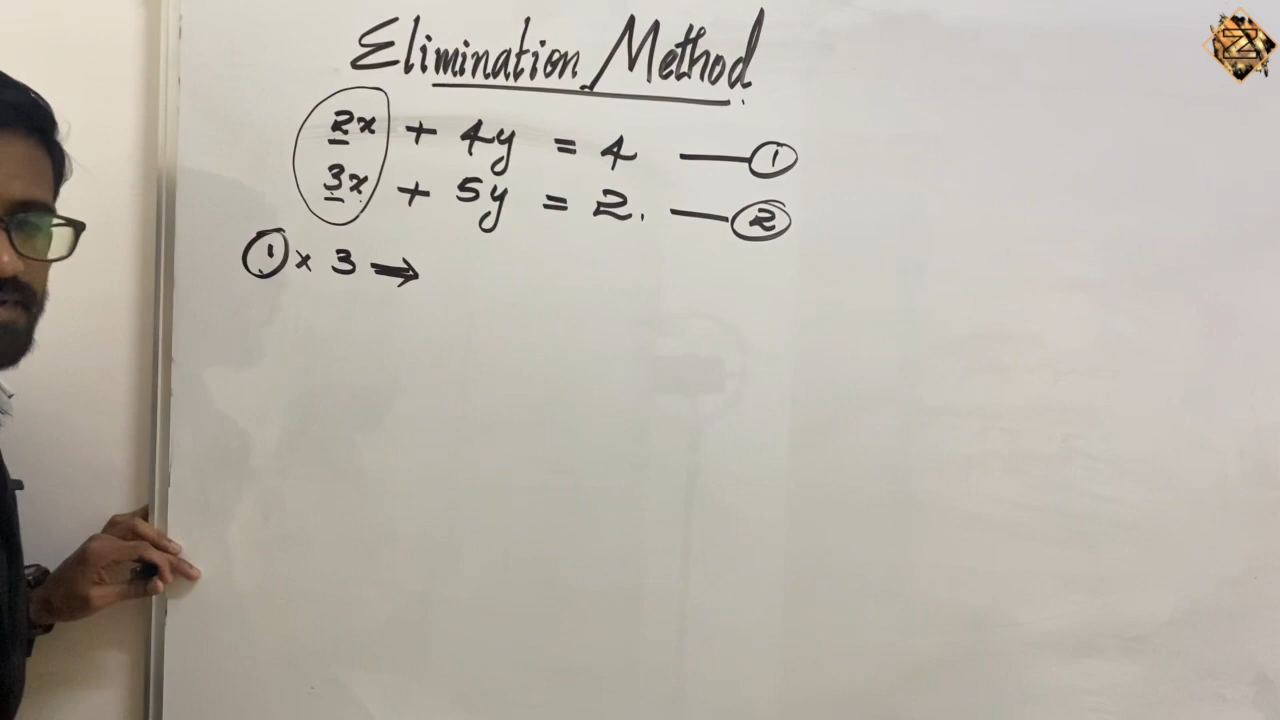 Elimination Method
2x + 4y = 4 — ①
3x + 5y = 2. — ②
① × 3 ⇒